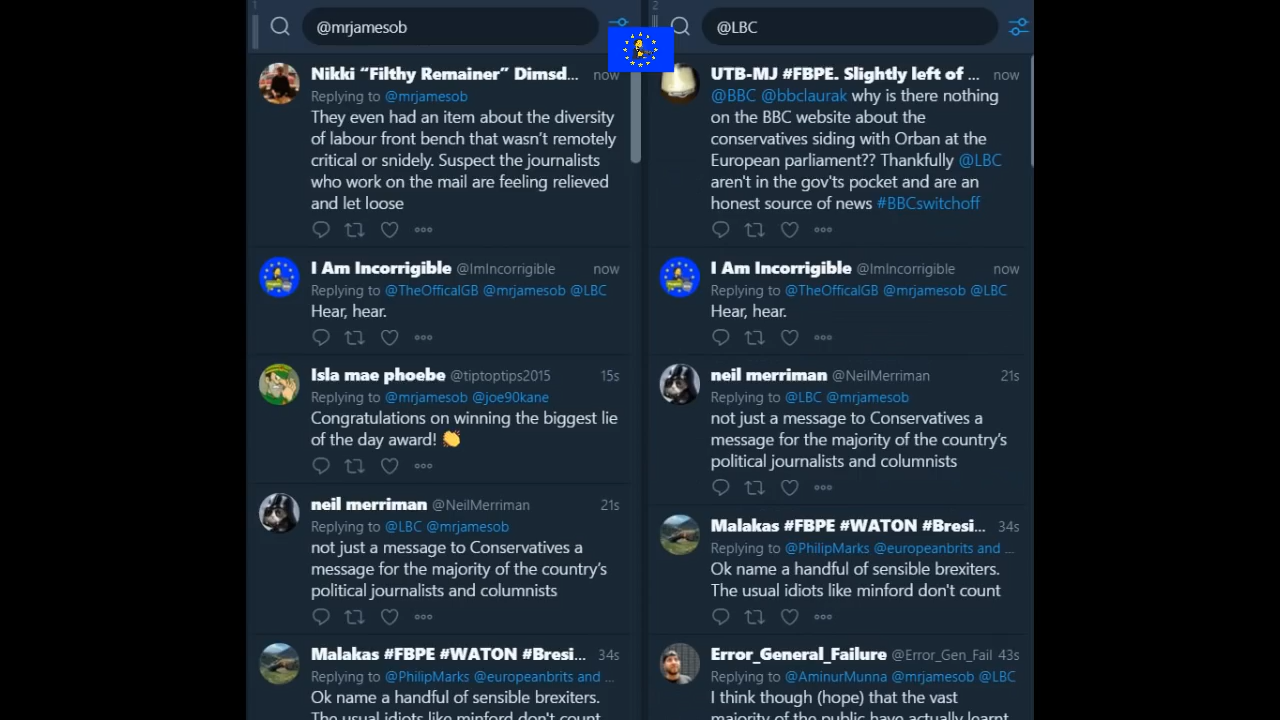 1
@mrjamesob
Nikki “Filthy Remainer” Dimsd... now
Replying to @mrjamesob
They even had an item about the diversity
of labour front bench that wasn’t remotely
critical or snidely. Suspect the journalists
who work on the mail are feeling relieved
and let loose
I Am Incorrigible @ImIncorrigible now
Replying to @TheOfficalGB @mrjamesob @LBC
Hear, hear.
Isla mae phoebe @tiptoptips2015 15s
Replying to @mrjamesob @joe90kane
Congratulations on winning the biggest lie
of the day award! 👏
neil merriman @NeilMerriman 21s
Replying to @LBC @mrjamesob
not just a message to Conservatives a
message for the majority of the country’s
political journalists and columnists
Malakas #FBPE #WATON #Bresi... 34s
Replying to @PhilipMarks @europeanbrits and ...
Ok name a handful of sensible brexiters.
The usual idiots like minford don't count
2
@LBC
UTB-MJ #FBPE. Slightly left of ... now
@BBC @bbclaurak why is there nothing
on the BBC website about the
conservatives siding with Orban at the
European parliament?? Thankfully @LBC
aren't in the gov'ts pocket and are an
honest source of news #BBCswitchoff
I Am Incorrigible @ImIncorrigible now
Replying to @TheOfficalGB @mrjamesob @LBC
Hear, hear.
neil merriman @NeilMerriman 21s
Replying to @LBC @mrjamesob
not just a message to Conservatives a
message for the majority of the country’s
political journalists and columnists
Malakas #FBPE #WATON #Bresi... 34s
Replying to @PhilipMarks @europeanbrits and ...
Ok name a handful of sensible brexiters.
The usual idiots like minford don't count
Error_General_Failure @Error_Gen_Fail 43s
Replying to @AminurMunna @mrjamesob @LBC
I think though (hope) that the vast
majority of the public have actually learnt